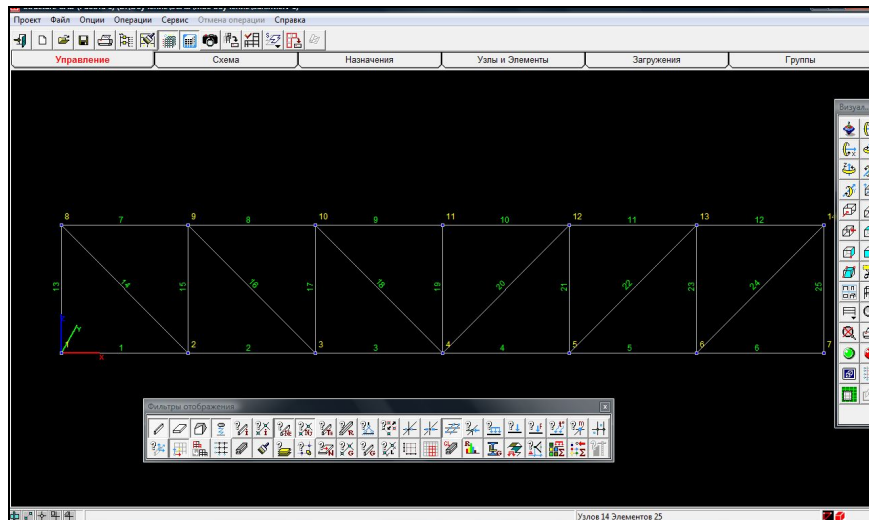 Проект Файл Опции Операции Сервис Отмена операции Справка
Управление Схема Назначения Узлы и Элементы Загружения Группы
Визуал
8 7 9 8 10 9 11 10 12 11 13 12 14
13 14 15 16 17 18 19 20 21 22 23 24 25
Y
1 1 2 2 3 3 4 4 5 5 6 6 7
X
Фильтры отображения
Узлов 14 Элементов 25